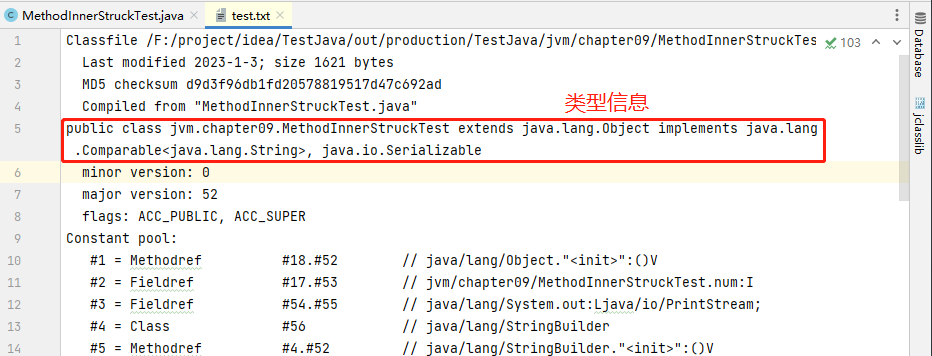 MethodInnerStruckTest.java
test.txt
1 Classfile /F:/project/idea/TestJava/out/production/TestJava/jvm/chapter09/MethodInnerStruckTes
103
2 Last modified 2023-1-3; size 1621 bytes
3 MD5 checksum d9d3f96db1fd20578819517d47c692ad
4 Compiled from "MethodInnerStruckTest.java"
类型信息
5 public class jvm.chapter09.MethodInnerStruckTest extends java.lang.Object implements java.lang
.Comparable<java.lang.String>, java.io.Serializable
6 minor version: 0
7 major version: 52
8 flags: ACC_PUBLIC, ACC_SUPER
9 Constant pool:
10 #1 = Methodref #18.#52 // java/lang/Object."<init>":()V
11 #2 = Fieldref #17.#53 // jvm/chapter09/MethodInnerStruckTest.num:I
12 #3 = Fieldref #54.#55 // java/lang/System.out:Ljava/io/PrintStream;
13 #4 = Class #56 // java/lang/StringBuilder
14 #5 = Methodref #4.#52 // java/lang/StringBuilder."<init>":()V
Database
jclasslib